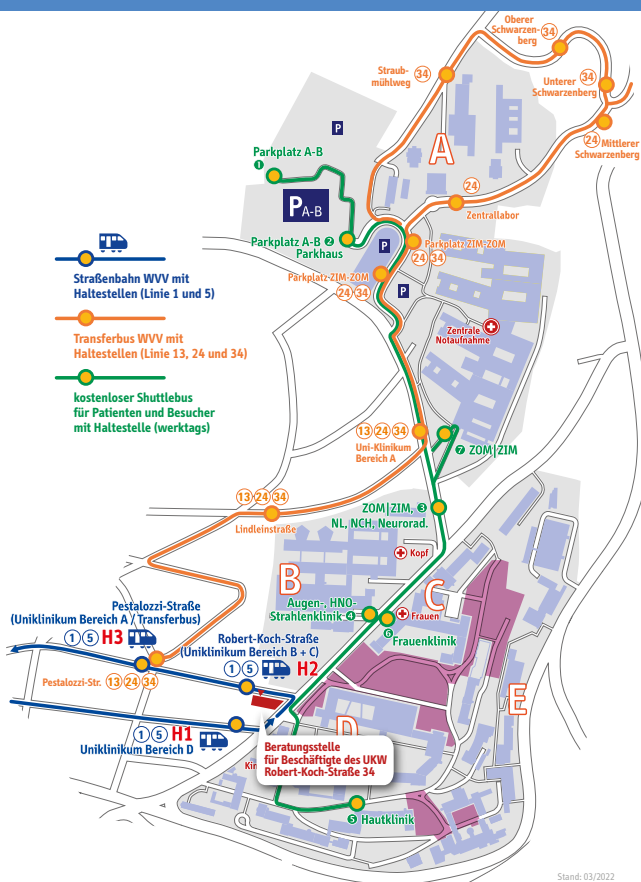 Oberer
Schwarzen-
berg 34
Straub-
mühlweg 34
34
Unterer
Schwarzenberg
24 Mittlerer
Schwarzenberg
P
A
Parkplatz A-B
1
24
Zentrallabor
P A-B
Parkplatz A-B 2
Parkhaus
P
Parkplatz ZIM-ZOM
24 34
Parkplatz ZIM-ZOM
24 34
P
Straßenbahn WVV mit
Haltestellen (Linie 1 und 5)
Transferbus WVV mit
Haltestellen (Linie 13, 24 und 34)
kostenloser Shuttlebus
für Patienten und Besucher
mit Haltestelle (werktags)
Zentrale
Notaufnahme
13 24 34
Uni-Klinikum
Bereich A
7 ZOM|ZIM
13 24 34
Lindleinstraße
ZOM|ZIM, 3
NL, NCH, Neurorad.
Kopf
B
C
Augen-, HNO-
Strahlenklinik 4
Frauen
6
Frauenklinik
Pestalozzi-Straße
(Uniklinikum Bereich A / Transferbus)
1 5 H3
Robert-Koch-Straße
(Uniklinikum Bereich B + C)
1 5 H2
Pestalozzi-Str. 13 24 34
E
D
1 5 H1
Uniklinikum Bereich D
Beratungsstelle
für Beschäftigte des UKW
Robert-Koch-Straße 34
5 Hautklinik
Stand: 03/2022